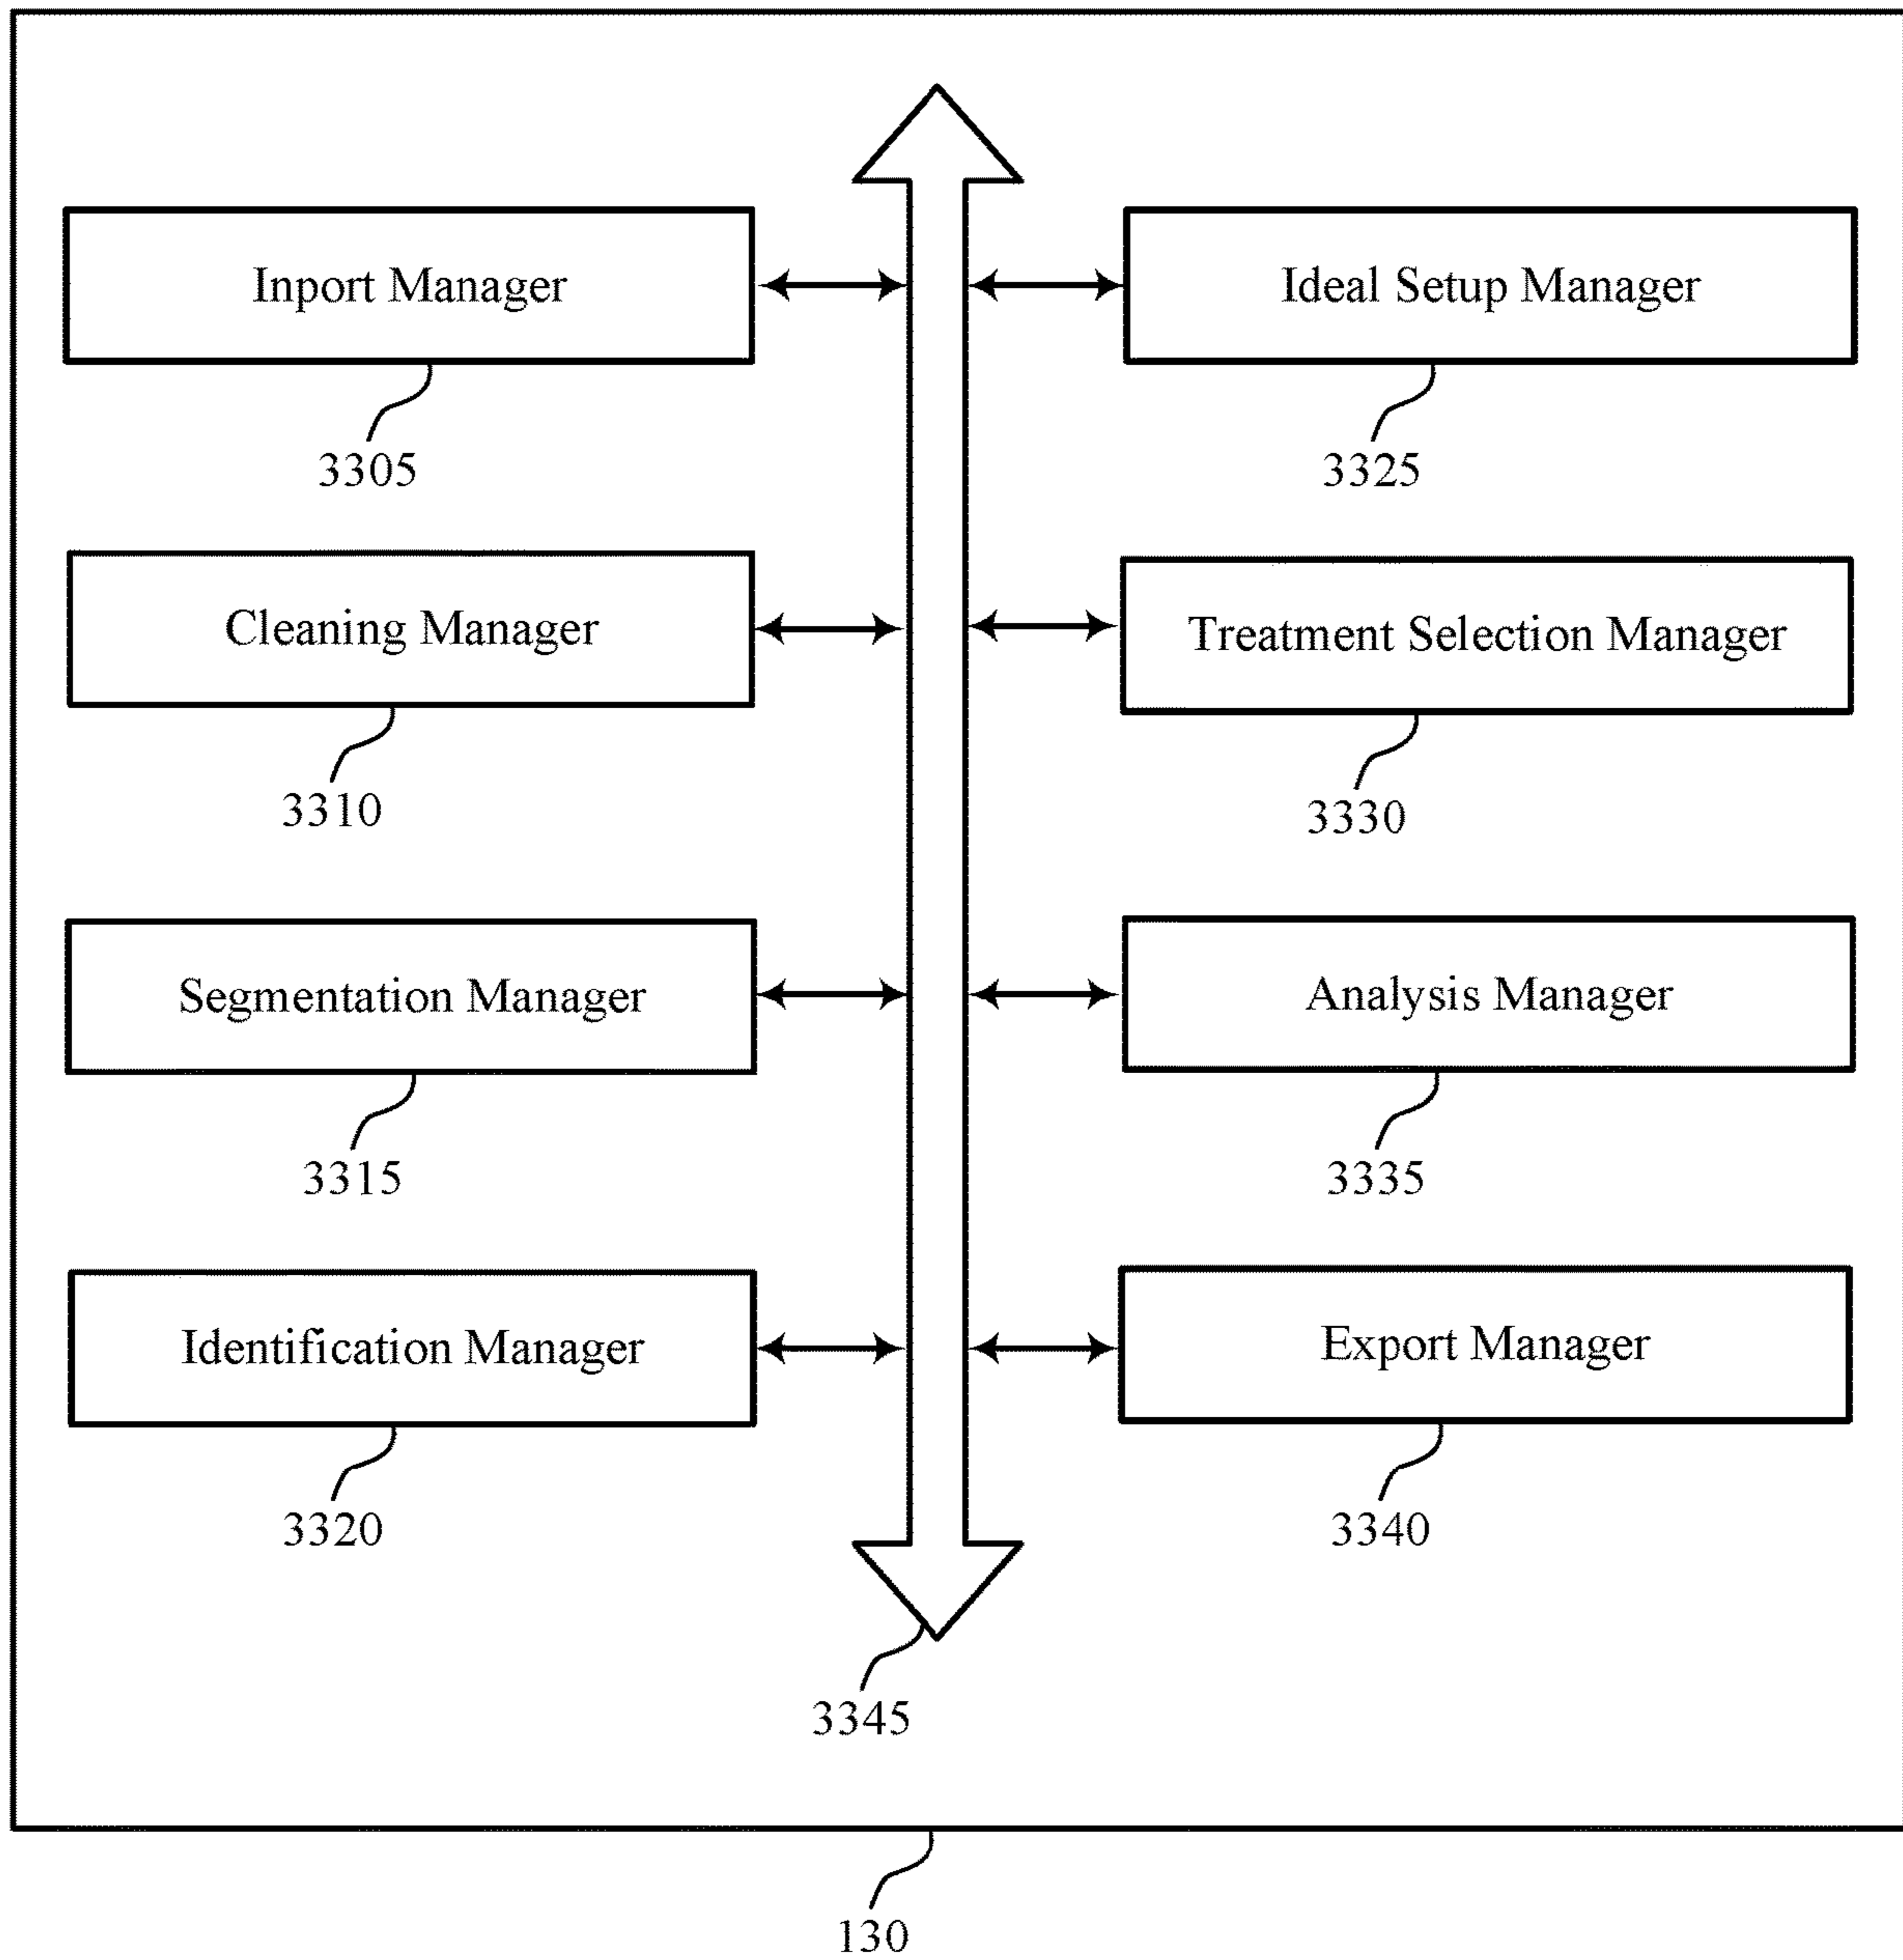 Inport Manager
3305
Cleaning Manager
3310
Segmentation Manager
3315
Identification Manager
3320
Ideal Setup Manager
3325
Treatment Selection Manager
3330
Analysis Manager
3335
Export Manager
3340
3345
130